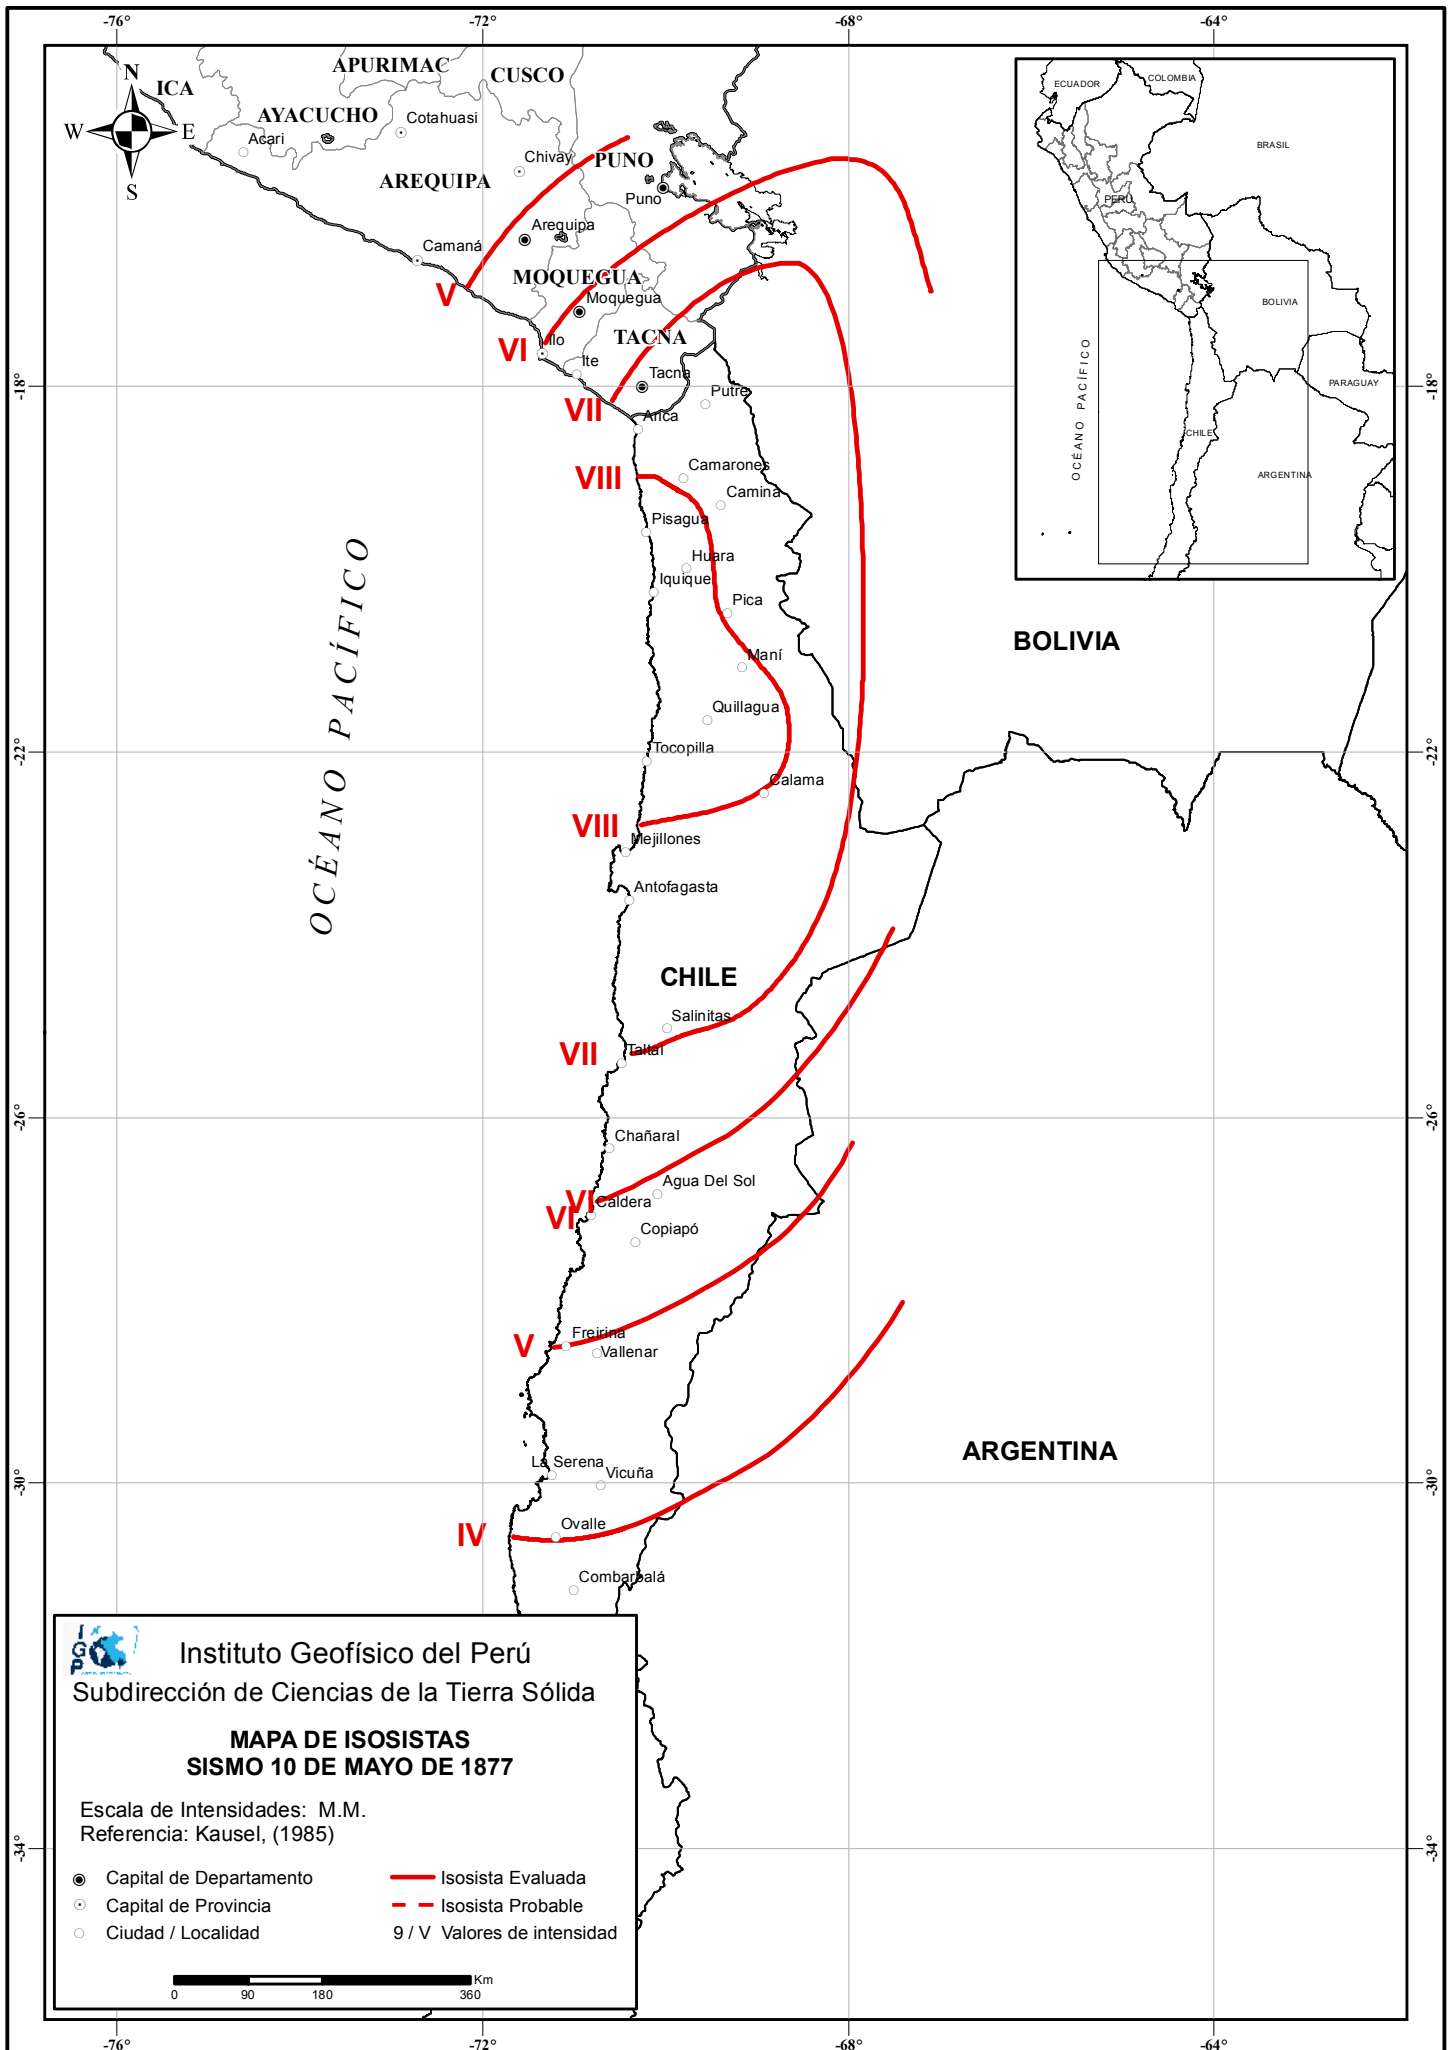 -76°
-72°
-68°
-64°
APURIMAC
CUSCO
ICA
N
W
E
S
AYACUCHO
Cotahuasi
Acari
Chivay
PUNO
AREQUIPA
Puno
Arequipa
Camaná
MOQUEGUA
V
Moquegua
TACNA
VI
Ilo
Ite
Tacna
-18°
-18°
Putre
VII
Arica
VIII
Camarones
Camina
Pisagua
Huara
Iquique
Pica
Maní
Quillagua
Tocopilla
-22°
-22°
Calama
VIII
Mejillones
Antofagasta
OCÉANO PACÍFICO
BOLIVIA
CHILE
Salinitas
VII
Taltal
-26°
-26°
Chañaral
Agua Del Sol
VI
VI
Caldera
Copiapó
V
Freirina
Vallenar
ARGENTINA
La Serena
Vicuña
-30°
-30°
IV
Ovalle
Combarbalá
ECUADOR
COLOMBIA
BRASIL
PERÚ
BOLIVIA
PARAGUAY
CHILE
ARGENTINA
OCÉANO PACÍFICO
IGP
Instituto Geofísico del Perú
Subdirección de Ciencias de la Tierra Sólida
MAPA DE ISOSISTAS
SISMO 10 DE MAYO DE 1877
Escala de Intensidades: M.M.
Referencia: Kausel, (1985)
Capital de Departamento
Isosista Evaluada
Capital de Provincia
Isosista Probable
Ciudad / Localidad
9 / V Valores de intensidad
Km
0 90 180 360
-34°
-34°
-76°
-72°
-68°
-64°